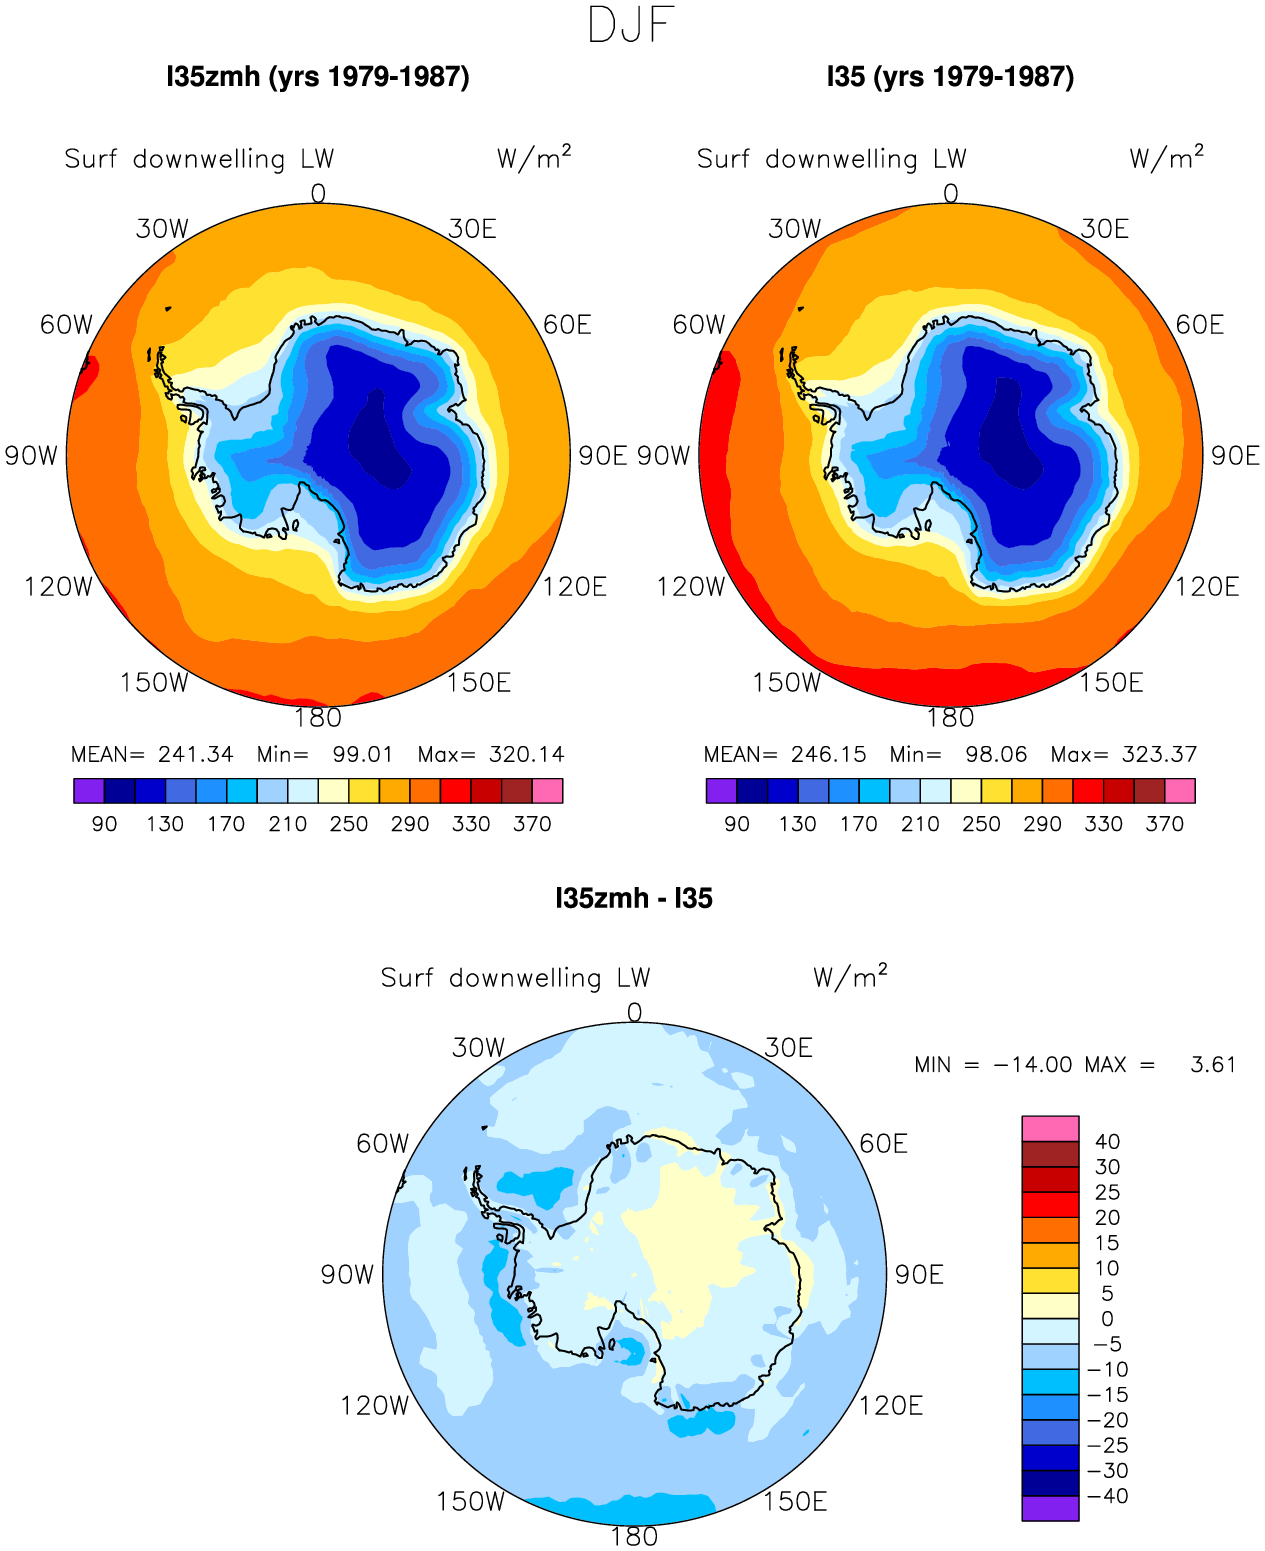 DJF
I35zmh (yrs 1979-1987)
I35 (yrs 1979-1987)
Surf downwelling LW W/m²
Surf downwelling LW W/m²
0
30W 30E
60W 60E
90W 90E
120W 120E
150W 150E
180
0
30W 30E
60W 60E
90W 90E
120W 120E
150W 150E
180
MEAN= 241.34 Min= 99.01 Max= 320.14
90 130 170 210 250 290 330 370
MEAN= 246.15 Min= 98.06 Max= 323.37
90 130 170 210 250 290 330 370
I35zmh - I35
Surf downwelling LW W/m²
0
30W 30E
60W 60E
90W 90E
120W 120E
150W 150E
180
MIN = −14.00 MAX = 3.61
40
30
25
20
15
10
5
0
−5
−10
−15
−20
−25
−30
−40